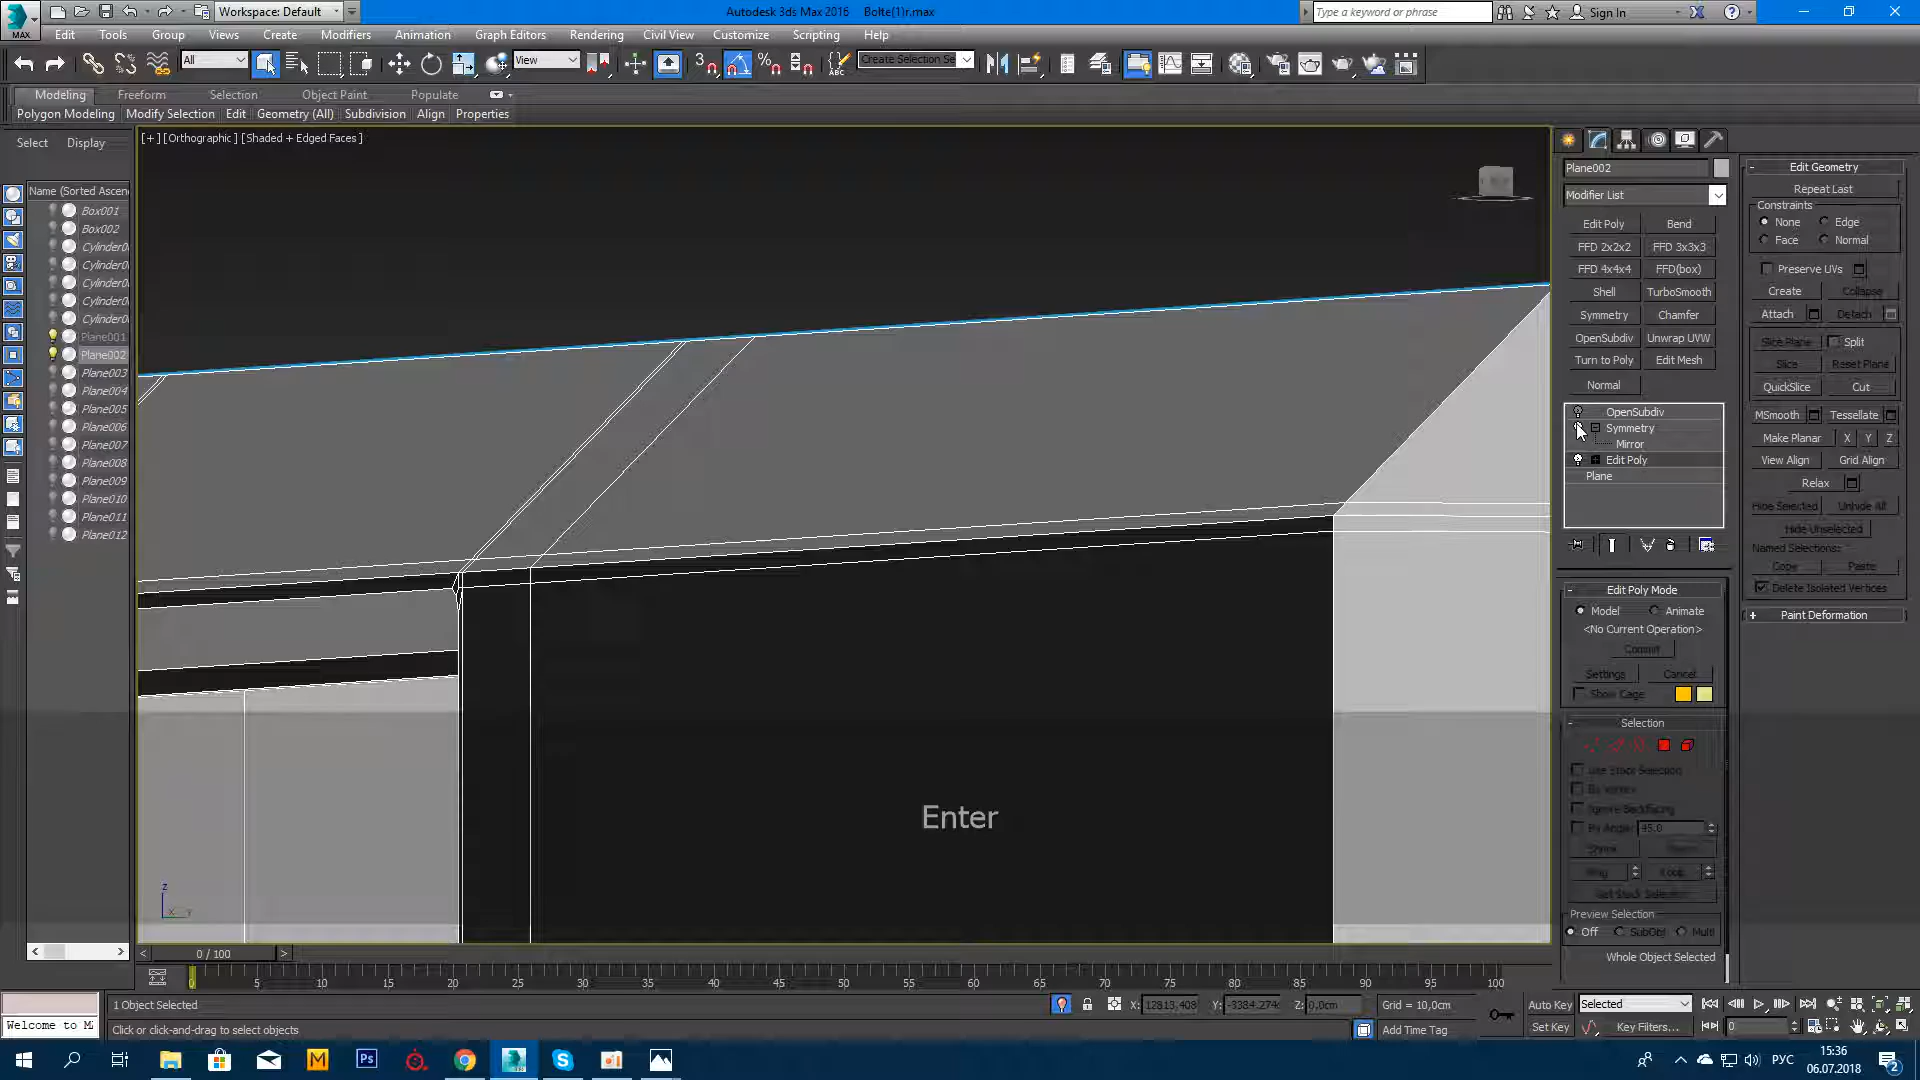 Workspace: Default
Autodesk 3ds Max 2016 Bolte(1)r.max
Type a keyword or phrase
Sign In
MAX
Edit Tools Group Views Create Modifiers Animation Graph Editors Rendering Civil View Customize Scripting Help
All
View
Create Selection Se
Modeling Freeform Selection Object Paint Populate
Polygon Modeling Modify Selection Edit Geometry (All) Subdivision Align Properties
Select Display
[+] [Orthographic] [Shaded + Edged Faces]
Name (Sorted Ascen
Box001
Box002
Cylinder0
Cylinder0
Cylinder0
Cylinder0
Cylinder0
Plane001
Plane002
Plane003
Plane004
Plane005
Plane006
Plane007
Plane008
Plane009
Plane010
Plane011
Plane012
Plane002
Modifier List
Edit Poly Bend
FFD 2x2x2 FFD 3x3x3
FFD 4x4x4 FFD(box)
Shell TurboSmooth
Symmetry Chamfer
OpenSubdiv Unwrap UVW
Turn to Poly Edit Mesh
Normal
OpenSubdiv
Symmetry
Mirror
Edit Poly
Plane
Edit Poly Mode
Model Animate
<No Current Operation>
Commit
Settings Cancel
Show Cage
Selection
Use Stack Selection
By Vertex
Ignore Backfacing
By Angle: 45.0
Shrink
Ring Loop
Get Stack Selection
Preview Selection
Off SubObj Multi
Whole Object Selected
Edit Geometry
Repeat Last
Constraints
None Edge
Face Normal
Preserve UVs
Create Collapse
Attach Detach
Slice Plane Split
Slice Reset Plane
QuickSlice Cut
MSmooth Tessellate
Make Planar X Y Z
View Align Grid Align
Relax
Hide Selected Unhide All
Hide Unselected
Named Selections:
Copy Paste
Delete Isolated Vertices
Paint Deformation
Enter
0 / 100
0 5 10 15 20 25 30 35 40 45 50 55 60 65 70 75 80 85 90 95 100
1 Object Selected
X: 12813,408 Y: -3384,274 Z: 0,0cm Grid = 10,0cm
Auto Key Selected
Welcome to M
Click or click-and-drag to select objects
Add Time Tag
Set Key Key Filters... 0
РУС
15:36
06.07.2018